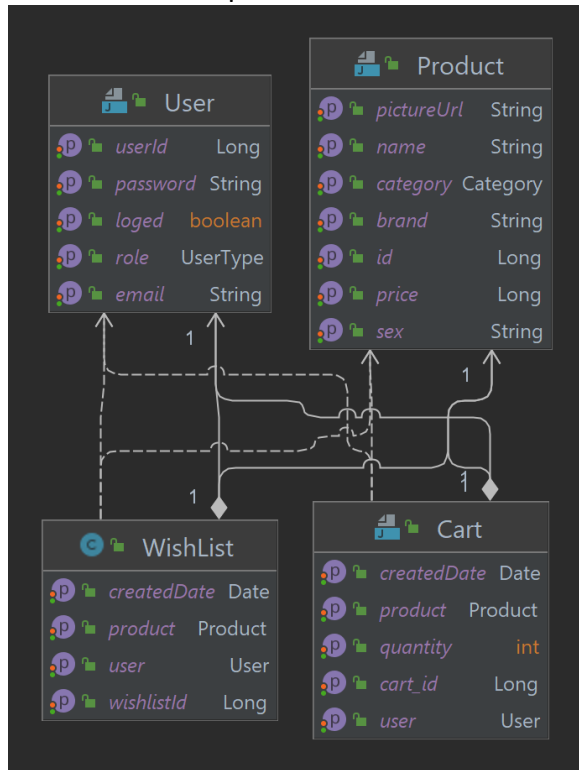 User
userId Long
password String
loged boolean
role UserType
email String
Product
pictureUrl String
name String
category Category
brand String
id Long
price Long
sex String
1
1
1
1
WishList
createdDate Date
product Product
user User
wishlistId Long
Cart
createdDate Date
product Product
quantity int
cart_id Long
user User